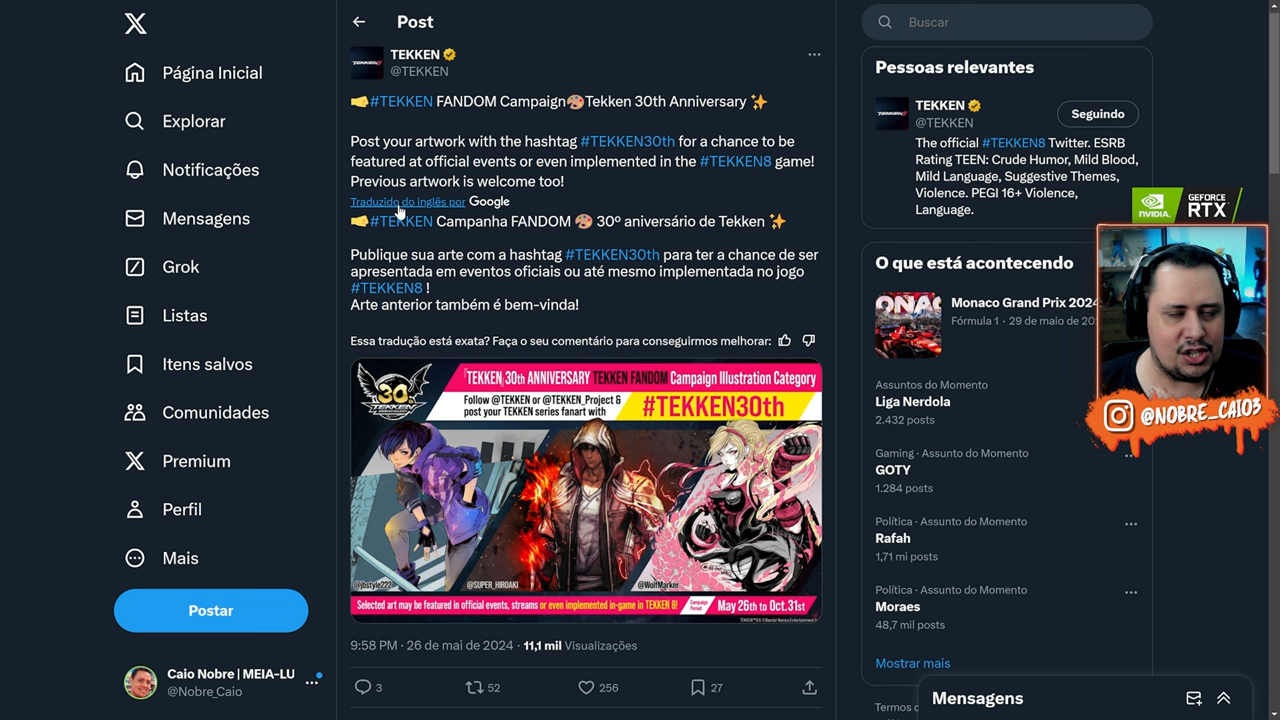 Página Inicial
Explorar
Notificações
Mensagens
Grok
Listas
Itens salvos
Comunidades
Premium
Perfil
Mais
Postar
Caio Nobre | MEIA-LU
@Nobre_Caio
Post
TEKKEN
@TEKKEN
#TEKKEN FANDOM Campaign🎨Tekken 30th Anniversary ✨
Post your artwork with the hashtag #TEKKEN30th for a chance to be
featured at official events or even implemented in the #TEKKEN8 game!
Previous artwork is welcome too!
Traduzido do inglês por Google
#TEKKEN Campanha FANDOM 🎨 30º aniversário de Tekken ✨
Publique sua arte com a hashtag #TEKKEN30th para ter a chance de ser
apresentada em eventos oficiais ou até mesmo implementada no jogo
#TEKKEN8 !
Arte anterior também é bem-vinda!
Essa tradução está exata? Faça o seu comentário para conseguirmos melhorar:
30
TEKKEN
『TEKKEN』30th ANNIVERSARY TEKKEN FANDOM Campaign Illustration Category
Follow @TEKKEN or @TEKKEN_Project &
post your TEKKEN series fanart with
#TEKKEN30th
@jbstyle222
@SUPER_HIROAKI
@WolfMarker
Selected art may be featured in official events, streams or even implemented in-game in TEKKEN 8!
Campaign
Period
May 26th to Oct.31st
9:58 PM · 26 de mai de 2024 · 11,1 mil Visualizações
3
52
256
27
Buscar
Pessoas relevantes
TEKKEN
@TEKKEN
Seguindo
The official #TEKKEN8 Twitter. ESRB
Rating TEEN: Crude Humor, Mild Blood,
Mild Language, Suggestive Themes,
Violence. PEGI 16+ Violence,
Language.
NVIDIA.
GEFORCE
RTX
O que está acontecendo
Monaco Grand Prix 2024
Fórmula 1 · 29 de maio de 20
Assuntos do Momento
Liga Nerdola
2.432 posts
@NOBRE_CAIO3
Gaming · Assunto do Momento
GOTY
1.284 posts
Política · Assunto do Momento
Rafah
1,71 mi posts
Política · Assunto do Momento
Moraes
48,7 mil posts
Mostrar mais
Mensagens
Termos